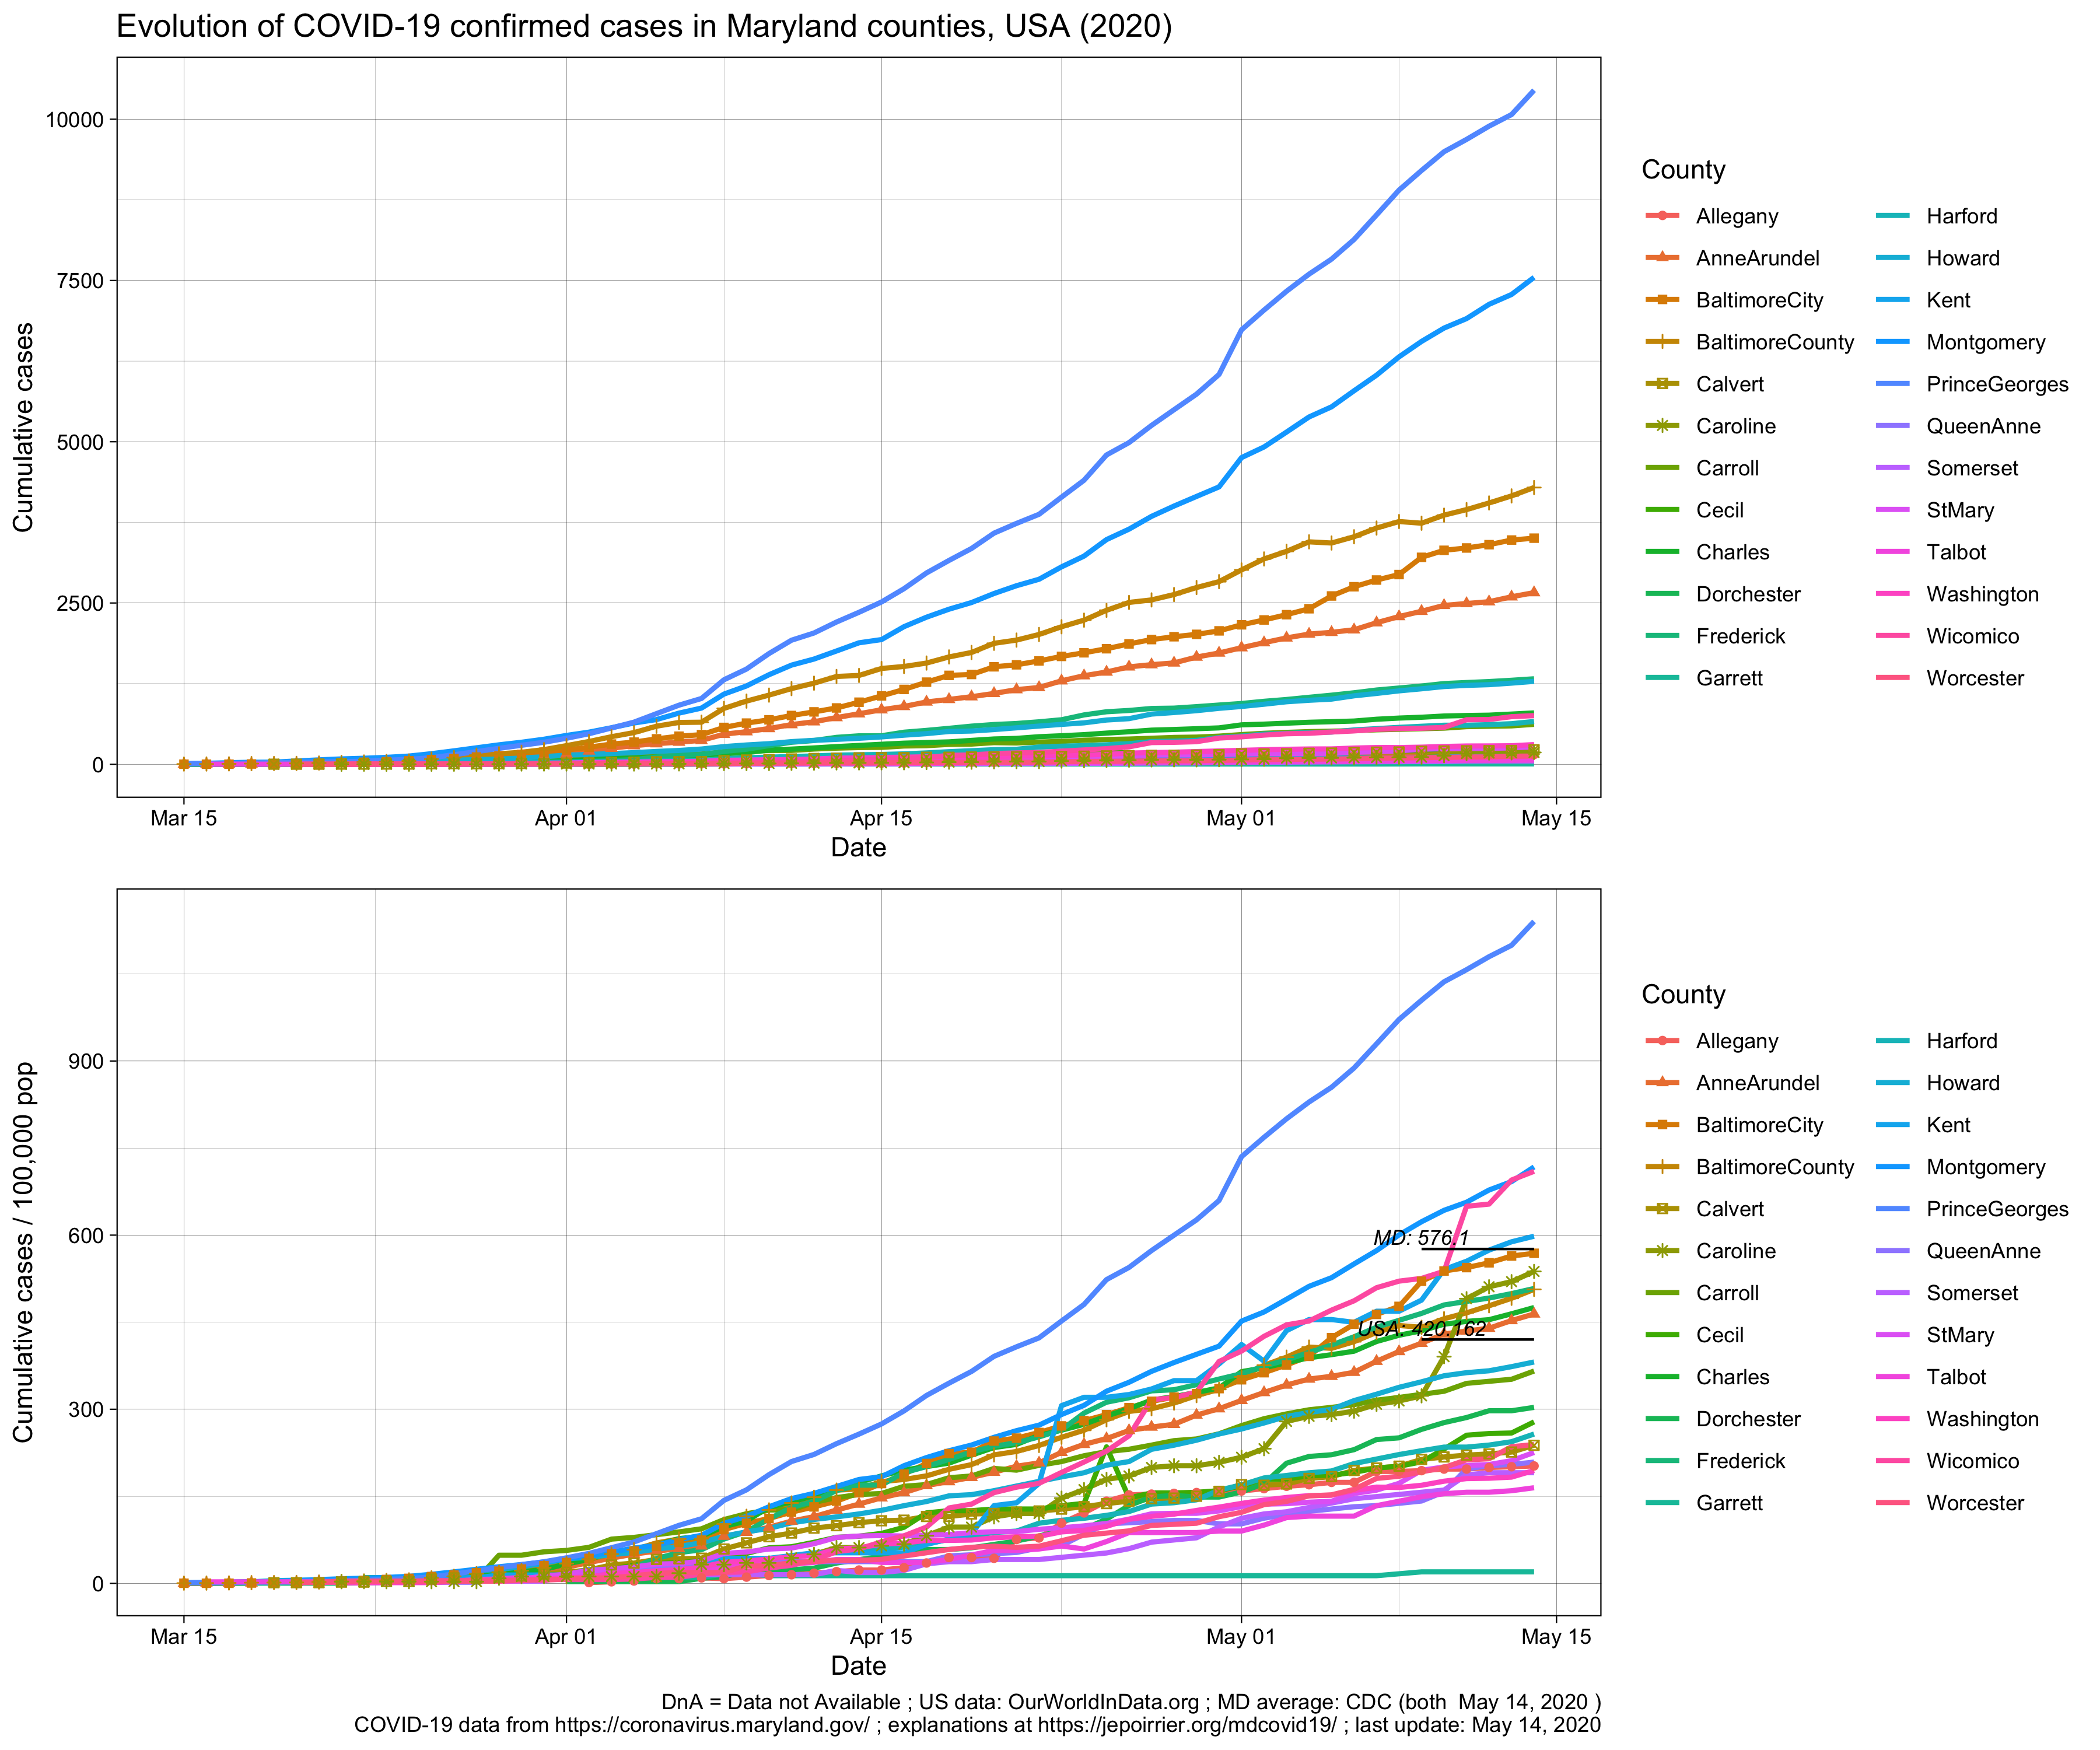 Evolution of COVID-19 confirmed cases in Maryland counties, USA (2020)
Cumulative cases
10000
7500
5000
2500
0
Mar 15
Apr 01
Apr 15
May 01
May 15
Date
County
Allegany
AnneArundel
BaltimoreCity
BaltimoreCounty
Calvert
Caroline
Carroll
Cecil
Charles
Dorchester
Frederick
Garrett
Harford
Howard
Kent
Montgomery
PrinceGeorges
QueenAnne
Somerset
StMary
Talbot
Washington
Wicomico
Worcester
Cumulative cases / 100,000 pop
900
600
300
0
MD: 576.1
USA: 420.162
Mar 15
Apr 01
Apr 15
May 01
May 15
Date
County
Allegany
AnneArundel
BaltimoreCity
BaltimoreCounty
Calvert
Caroline
Carroll
Cecil
Charles
Dorchester
Frederick
Garrett
Harford
Howard
Kent
Montgomery
PrinceGeorges
QueenAnne
Somerset
StMary
Talbot
Washington
Wicomico
Worcester
DnA = Data not Available ; US data: OurWorldInData.org ; MD average: CDC (both  May 14, 2020 )
COVID-19 data from https://coronavirus.maryland.gov/ ; explanations at https://jepoirrier.org/mdcovid19/ ; last update: May 14, 2020